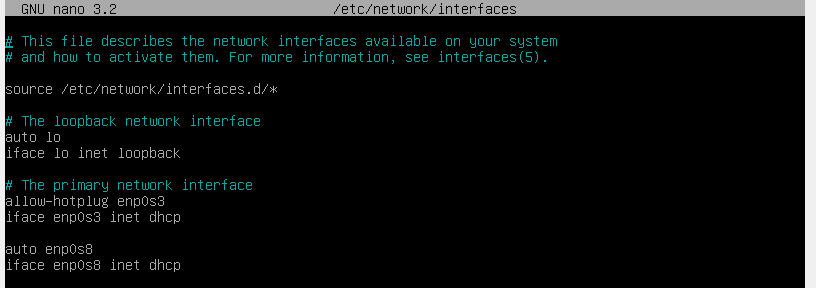 GNU nano 3.2 /etc/network/interfaces
# This file describes the network interfaces available on your system
# and how to activate them. For more information, see interfaces(5).
source /etc/network/interfaces.d/*
# The loopback network interface
auto lo
iface lo inet loopback
# The primary network interface
allow-hotplug enp0s3
iface enp0s3 inet dhcp
auto enp0s8
iface enp0s8 inet dhcp